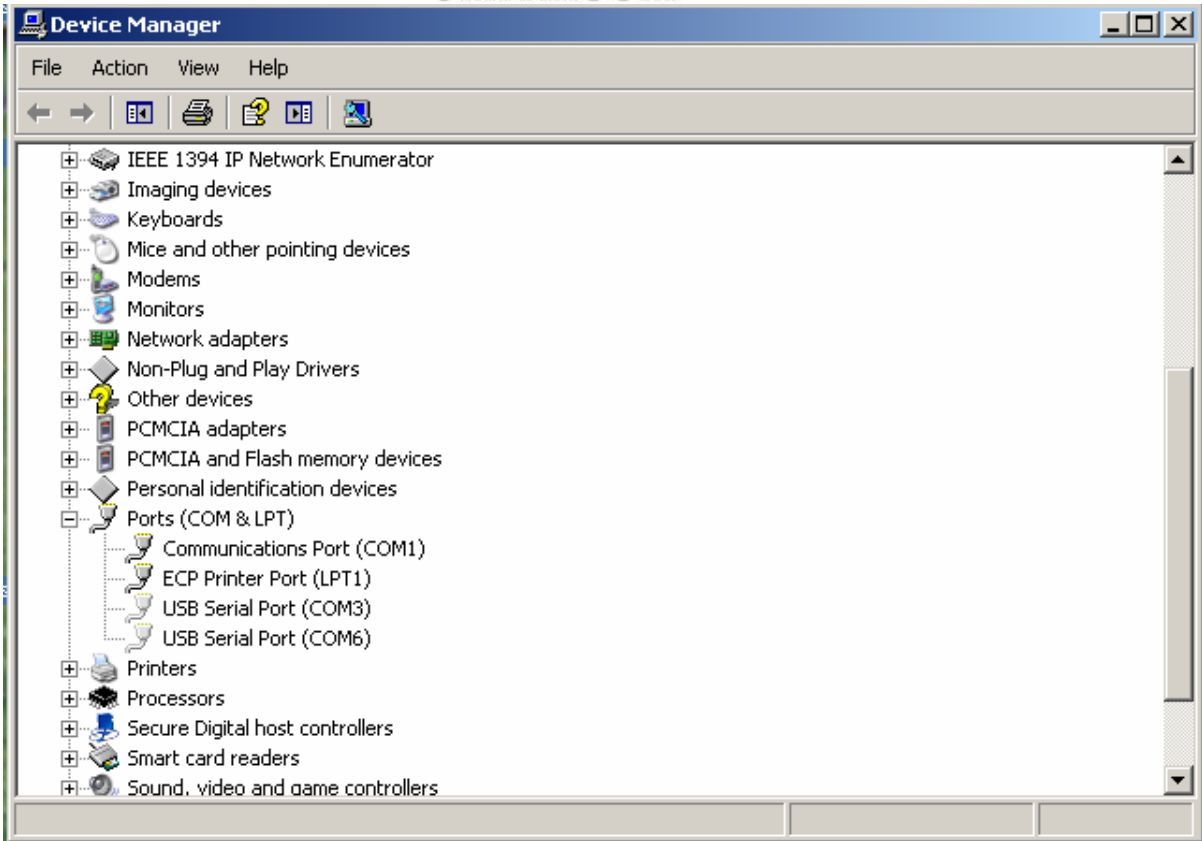 Device Manager
File Action View Help
IEEE 1394 IP Network Enumerator
Imaging devices
Keyboards
Mice and other pointing devices
Modems
Monitors
Network adapters
Non-Plug and Play Drivers
Other devices
PCMCIA adapters
PCMCIA and Flash memory devices
Personal identification devices
Ports (COM & LPT)
Communications Port (COM1)
ECP Printer Port (LPT1)
USB Serial Port (COM3)
USB Serial Port (COM6)
Printers
Processors
Secure Digital host controllers
Smart card readers
Sound, video and game controllers